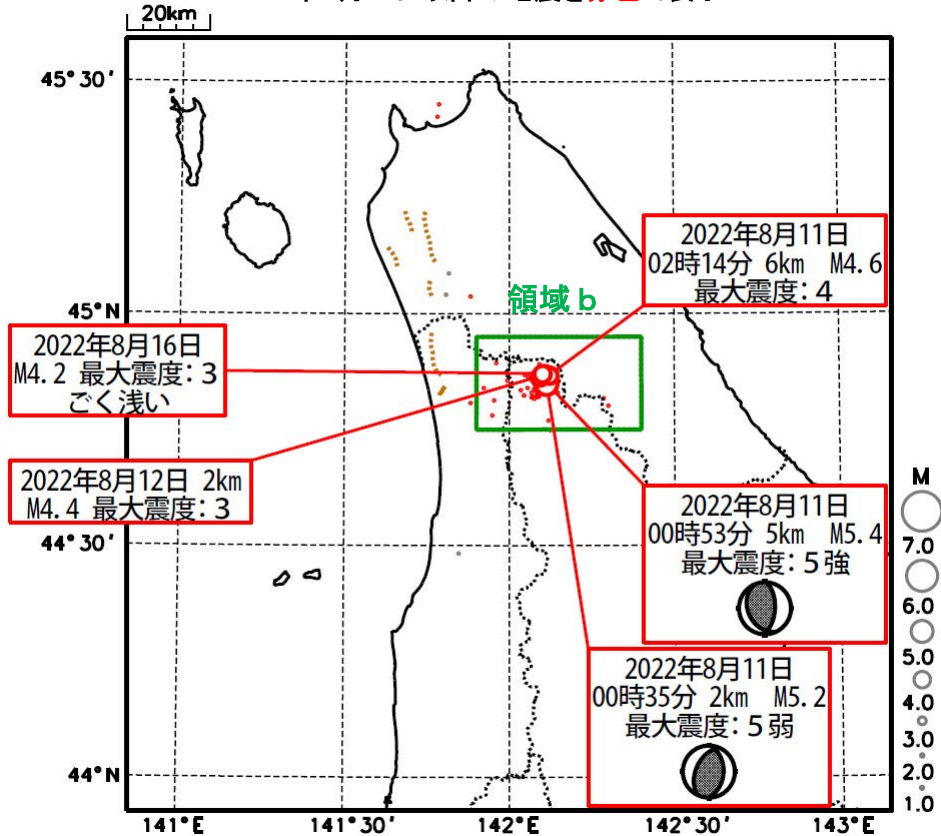 20km
45°30'
2022年8月11日
02時14分 6km M4.6
最大震度：4
45°N
領域b
2022年8月16日
M4.2 最大震度：3
ごく浅い
2022年8月12日 2km
M4.4 最大震度：3
2022年8月11日
00時53分 5km M5.4
最大震度：5強
44°30'
2022年8月11日
00時35分 2km M5.2
最大震度：5弱
44°N
M
7.0
6.0
5.0
4.0
3.0
2.0
1.0
141°E
141°30'
142°E
142°30'
143°E